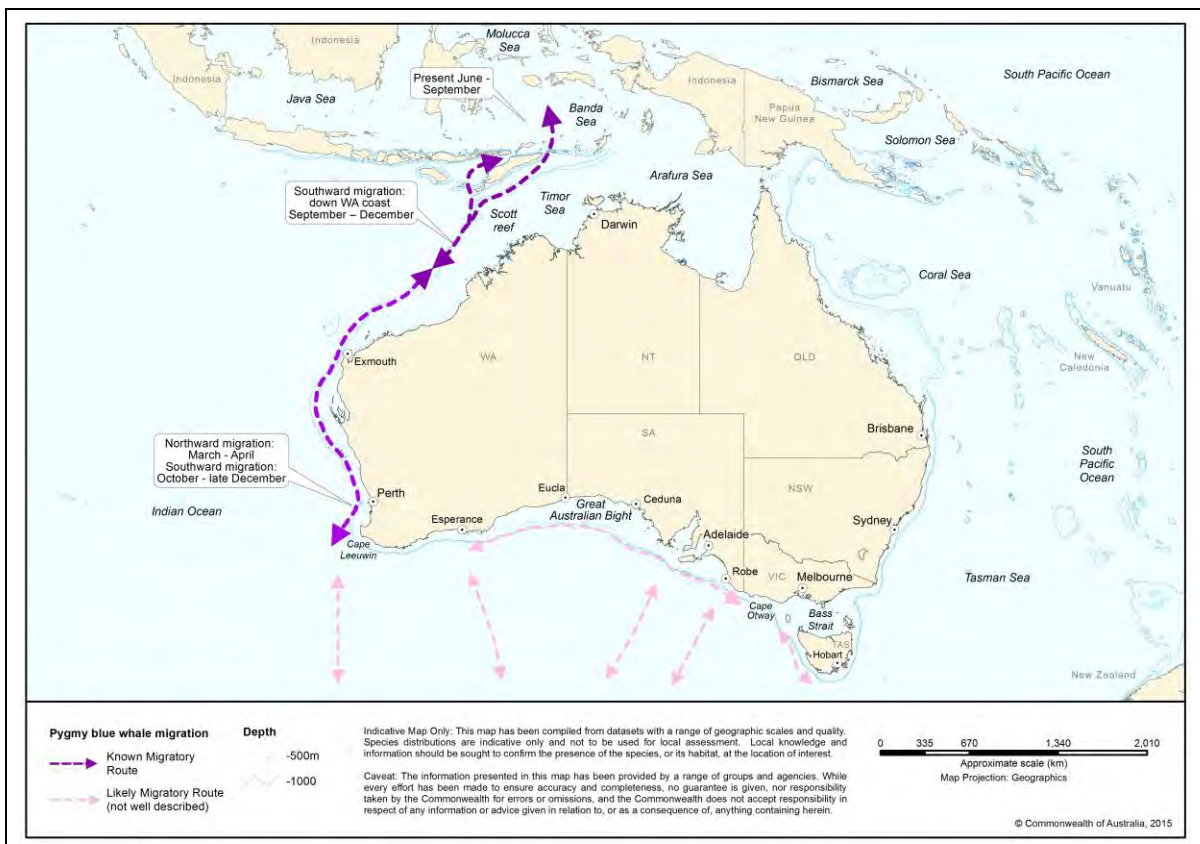 Molucca
Sea
Indonesia
Indonesia
Present June -
September
Indonesia
Bismarck Sea
South Pacific Ocean
Java Sea
Banda
Sea
Papua
New Guinea
Solomon Sea
Arafura Sea
Southward migration:
down WA coast
September – December
Timor
Sea
Scott
reef
Darwin
Coral Sea
Vanuatu
Exmouth
WA
NT
QLD
New
Caledonia
Brisbane
SA
Northward migration:
March - April
Southward migration:
October - late December
South
Pacific
Ocean
Perth
Eucla
Great
Australian Bight
Ceduna
NSW
Indian Ocean
Esperance
Sydney
Adelaide
Cape
Leeuwin
Robe
VIC
Melbourne
Tasman Sea
Cape
Otway
Bass
Strait
TAS
Hobart
New Zealand
Pygmy blue whale migration
Known Migratory
Route
Likely Migratory Route
(not well described)
Depth
-500m
-1000
Indicative Map Only: This map has been compiled from datasets with a range of geographic scales and quality.
Species distributions are indicative only and not to be used for local assessment. Local knowledge and
information should be sought to confirm the presence of the species, or its habitat, at the location of interest.
Caveat: The information presented in this map has been provided by a range of groups and agencies. While
every effort has been made to ensure accuracy and completeness, no guarantee is given, nor responsibility
taken by the Commonwealth for errors or omissions, and the Commonwealth does not accept responsibility in
respect of any information or advice given in relation to, or as a consequence of, anything containing herein.
0 335 670 1,340 2,010
Approximate scale (km)
Map Projection: Geographics
© Commonwealth of Australia, 2015